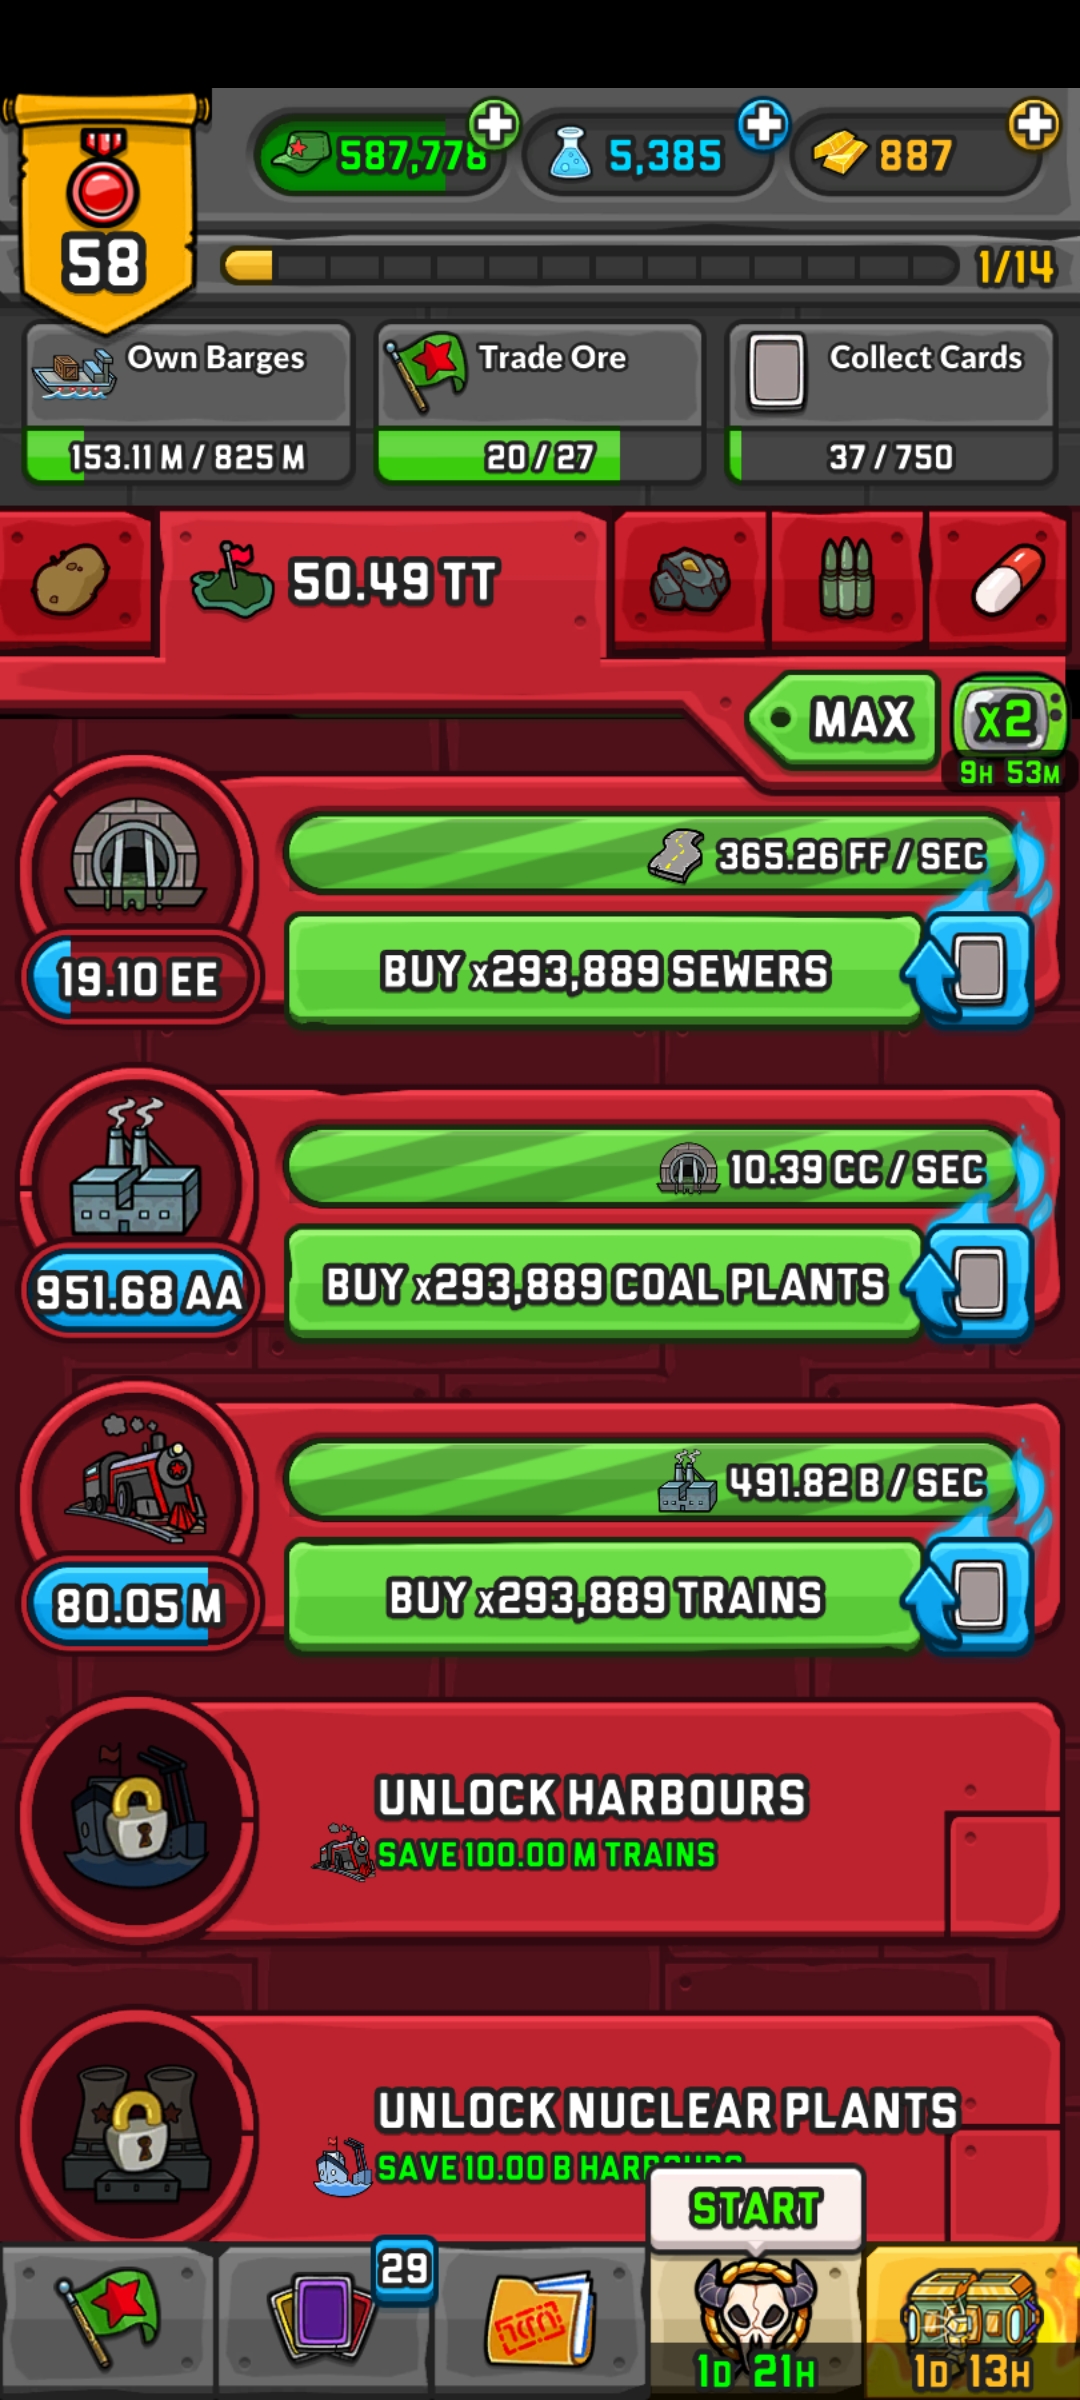 58
587,778
5,385
887
1/14
Own Barges
153.11 M / 825 M
Trade Ore
20 / 27
Collect Cards
37 / 750
50.49 TT
MAX
x2
9H 53M
365.26 FF / SEC
19.10 EE
BUY x293,889 SEWERS
10.39 CC / SEC
951.68 AA
BUY x293,889 COAL PLANTS
491.82 B / SEC
80.05 M
BUY x293,889 TRAINS
UNLOCK HARBOURS
SAVE 100.00 M TRAINS
UNLOCK NUCLEAR PLANTS
SAVE 10.00 B HARBOURS
START
29
1D 21H
1D 13H